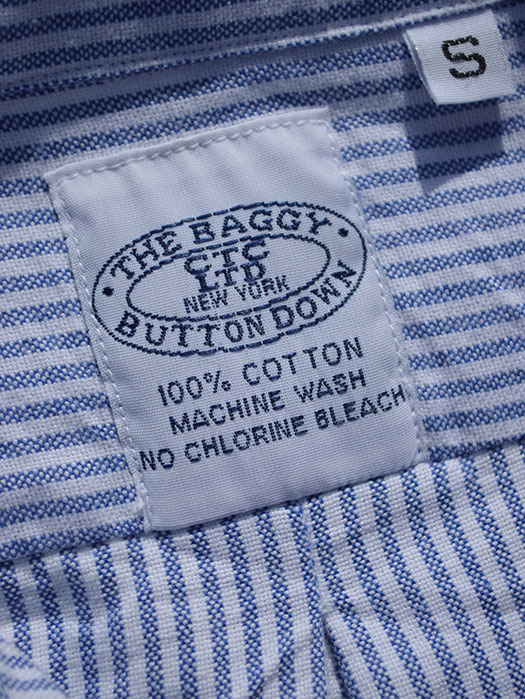 S
THE BAGGY
CTC
LTD
NEW YORK
BUTTON DOWN
100% COTTON
MACHINE WASH
NO CHLORINE BLEACH